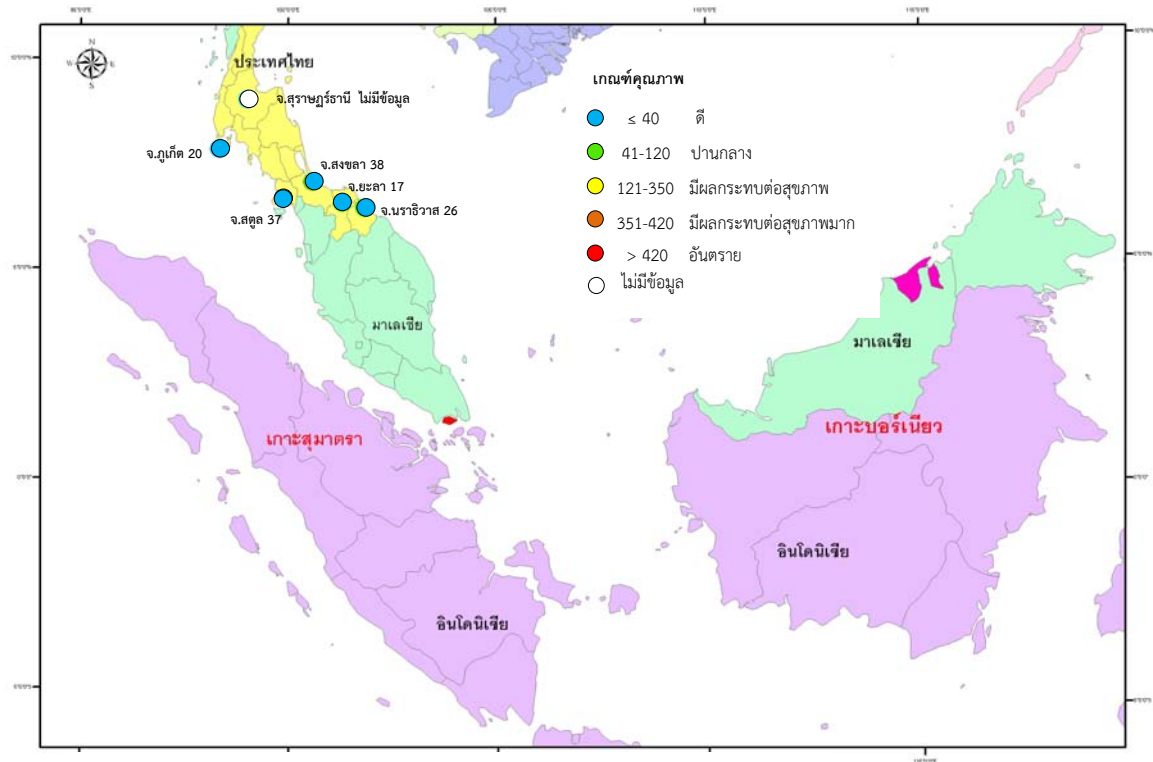 N
W E
S
ประเทศไทย
จ.สุราษฎร์ธานี ไม่มีข้อมูล
จ.ภูเก็ต 20
จ.สงขลา 38
จ.ยะลา 17
จ.นราธิวาส 26
จ.สตูล 37
เกณฑ์คุณภาพ
≤ 40 ดี
41-120 ปานกลาง
121-350 มีผลกระทบต่อสุขภาพ
351-420 มีผลกระทบต่อสุขภาพมาก
> 420 อันตราย
ไม่มีข้อมูล
มาเลเซีย
มาเลเซีย
เกาะสุมาตรา
เกาะบอร์เนียว
อินโดนิเซีย
อินโดนิเซีย